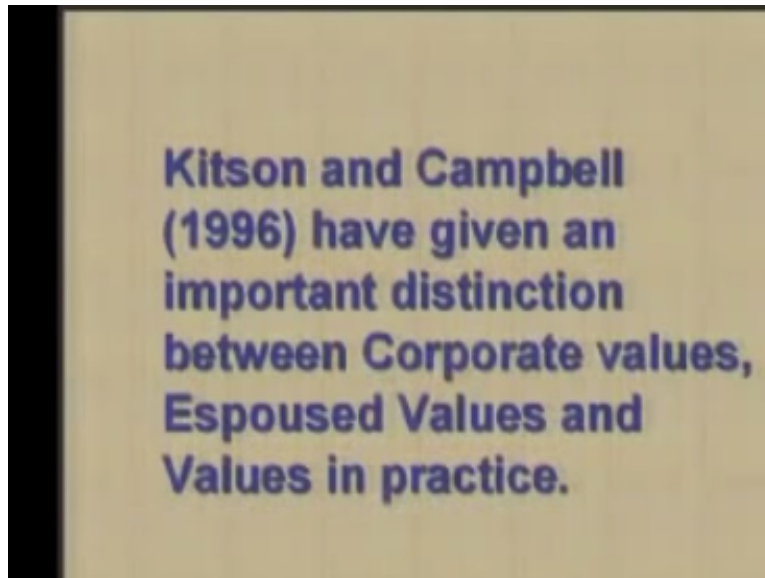 Kitson and Campbell
(1996) have given an
important distinction
between Corporate values,
Espoused Values and
Values in practice.